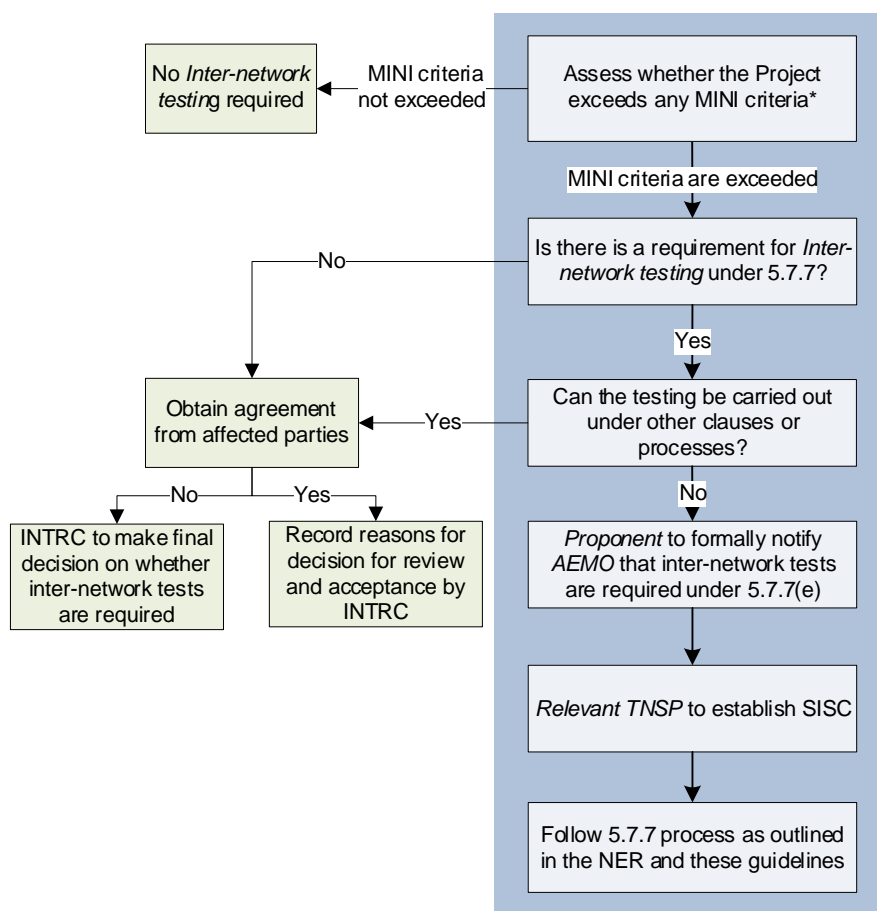 No Inter-network
testing required
MINI criteria
not exceeded
Assess whether the Project
exceeds any MINI criteria*
MINI criteria are exceeded
Is there is a requirement for Inter-
network testing under 5.7.7?
No
Yes
Can the testing be carried out
under other clauses or
processes?
Yes
Obtain agreement
from affected parties
No
No
Yes
INTRC to make final
decision on whether
inter-network tests
are required
Record reasons for
decision for review
and acceptance by
INTRC
Proponent to formally notify
AEMO that inter-network tests
are required under 5.7.7(e)
Relevant TNSP to establish SISC
Follow 5.7.7 process as outlined
in the NER and these guidelines